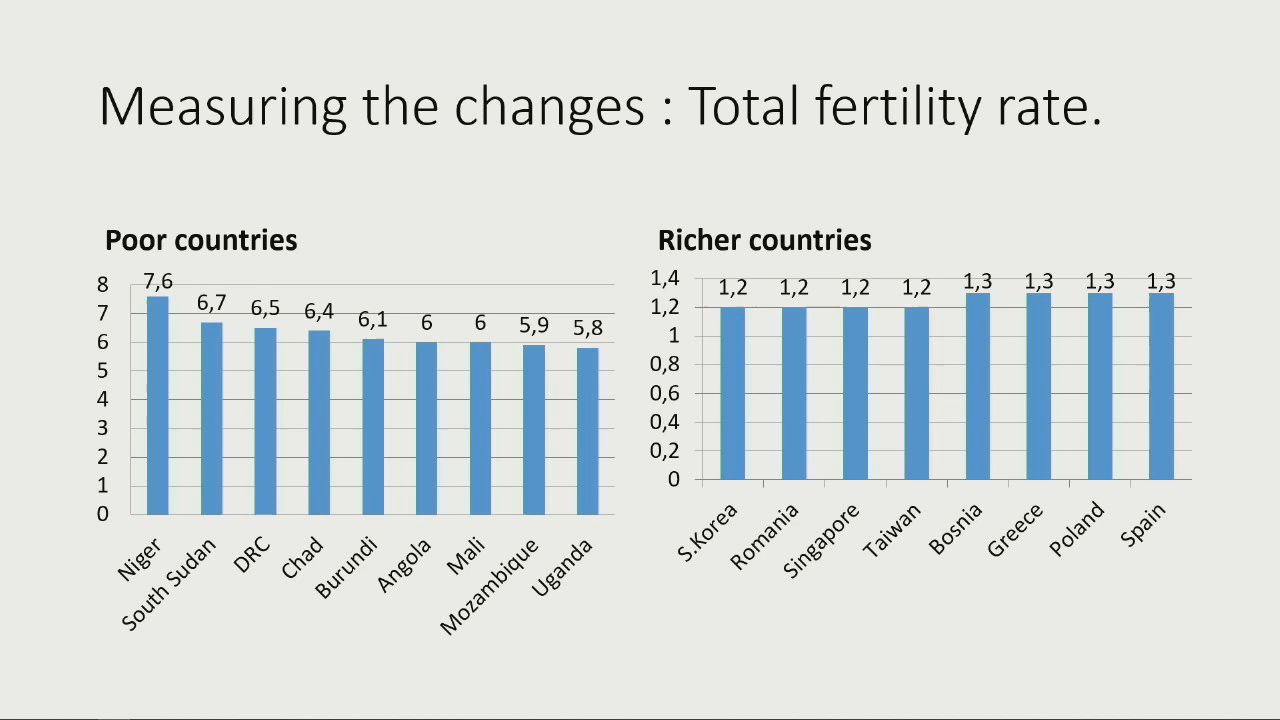 Measuring the changes : Total fertility rate.
Poor countries
8
7
6
5
4
3
2
1
0
7,6
6,7
6,5
6,4
6,1
6
6
5,9
5,8
Niger
South Sudan
DRC
Chad
Burundi
Angola
Mali
Mozambique
Uganda
Richer countries
1,4
1,2
1
0,8
0,6
0,4
0,2
0
1,2
1,2
1,2
1,2
1,3
1,3
1,3
1,3
S.Korea
Romania
Singapore
Taiwan
Bosnia
Greece
Poland
Spain